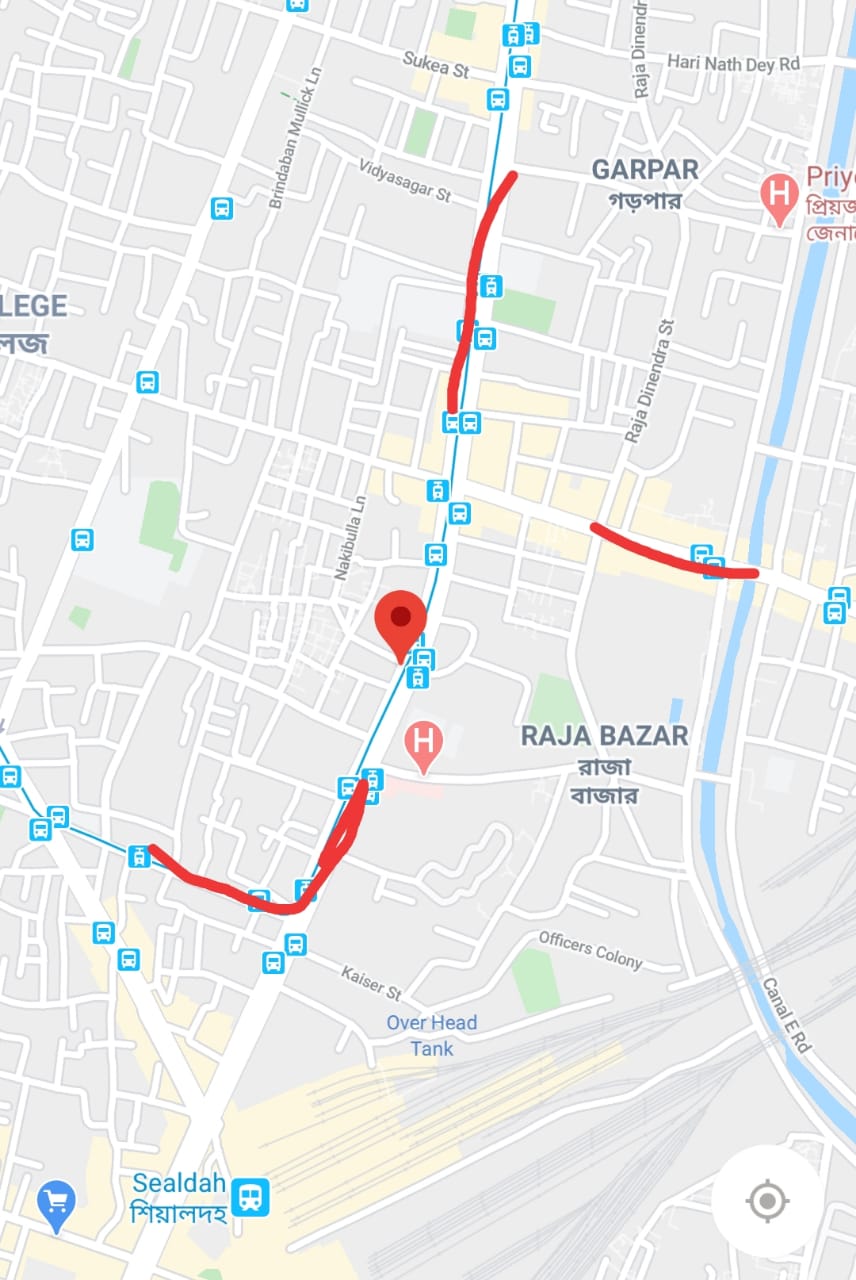 Sukea St
Hari Nath Dey Rd
Raja Dinendr
Brindaban Mullick Ln
Vidyasagar St
GARPAR
গড়পার
Priy
প্রিয়জ
জেনা
LEGE
লজ
Raja Dinendra St
Nakibulla Ln
H
H
RAJA BAZAR
রাজা
বাজার
Officers Colony
Kaiser St
Canal E Rd
Over Head
Tank
Sealdah
শিয়ালদহ